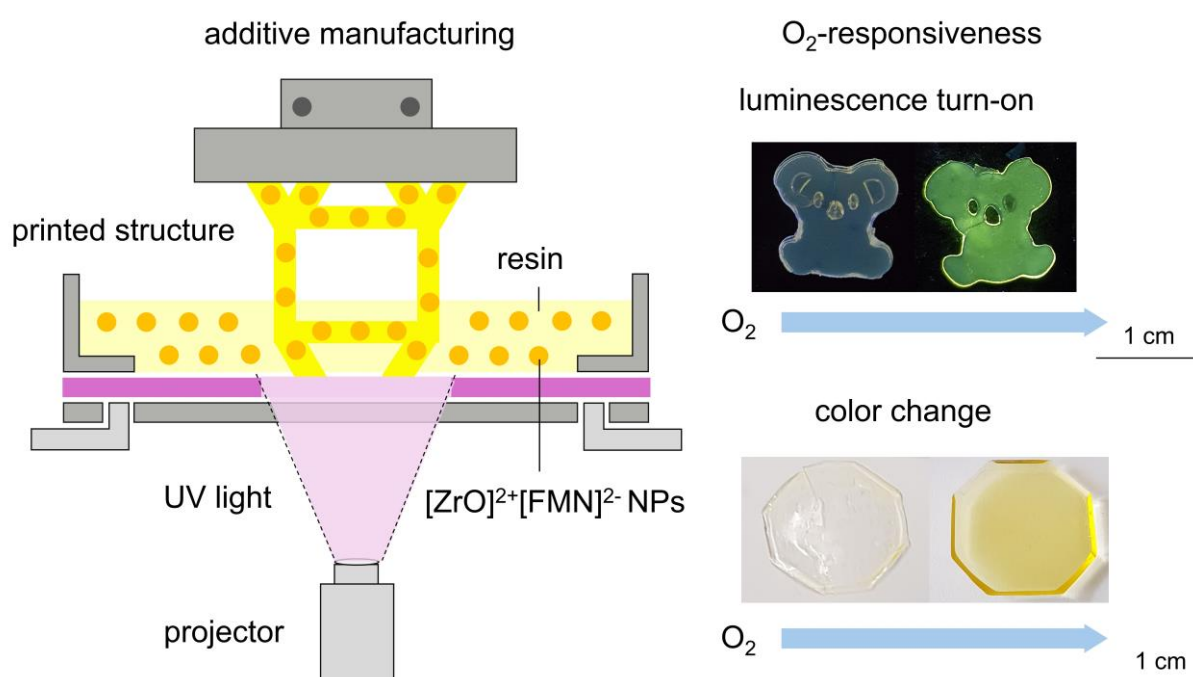 additive manufacturing
printed structure
resin
UV light
[ZrO]²⁺[FMN]²⁻ NPs
projector
O₂-responsiveness
luminescence turn-on
O₂
1 cm
color change
O₂
1 cm